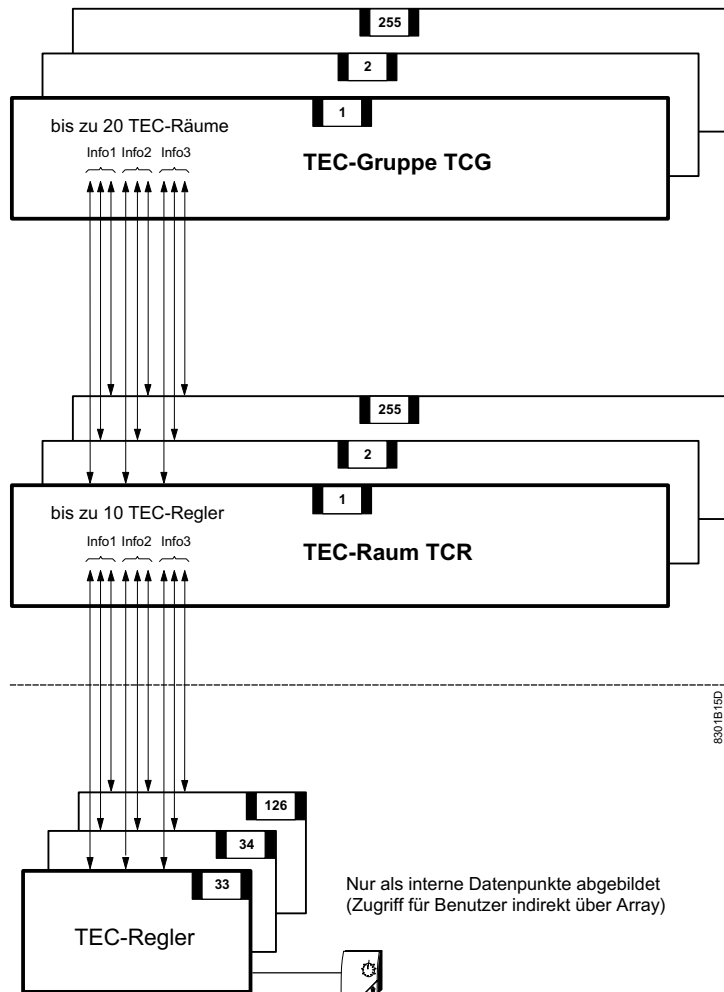 255
2
1
bis zu 20 TEC-Räume
Info1 Info2 Info3
TEC-Gruppe TCG
255
2
1
bis zu 10 TEC-Regler
Info1 Info2 Info3
TEC-Raum TCR
8301B15D
126
34
33
Nur als interne Datenpunkte abgebildet
(Zugriff für Benutzer indirekt über Array)
TEC-Regler